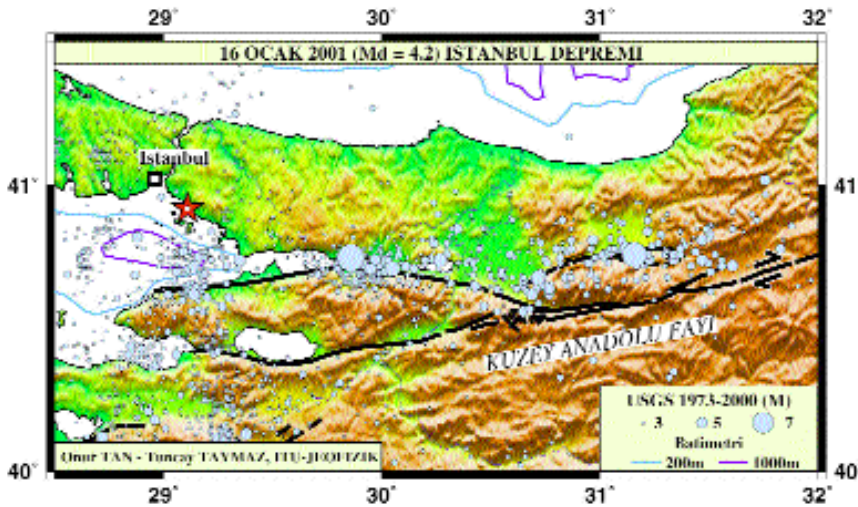 29˚ 30˚ 31˚ 32˚
16 OCAK 2001 (Md = 4.2) ISTANBUL DEPREMI
Istanbul
41˚ 41˚
KUZEY ANADOLU FAYI
USGS 1973-2000 (M)
3 5 7
Batimetri
200m 1000m
Onur TAN - Tuncay TAYMAZ, ITU-JEOFIZIK
40˚ 40˚
29˚ 30˚ 31˚ 32˚